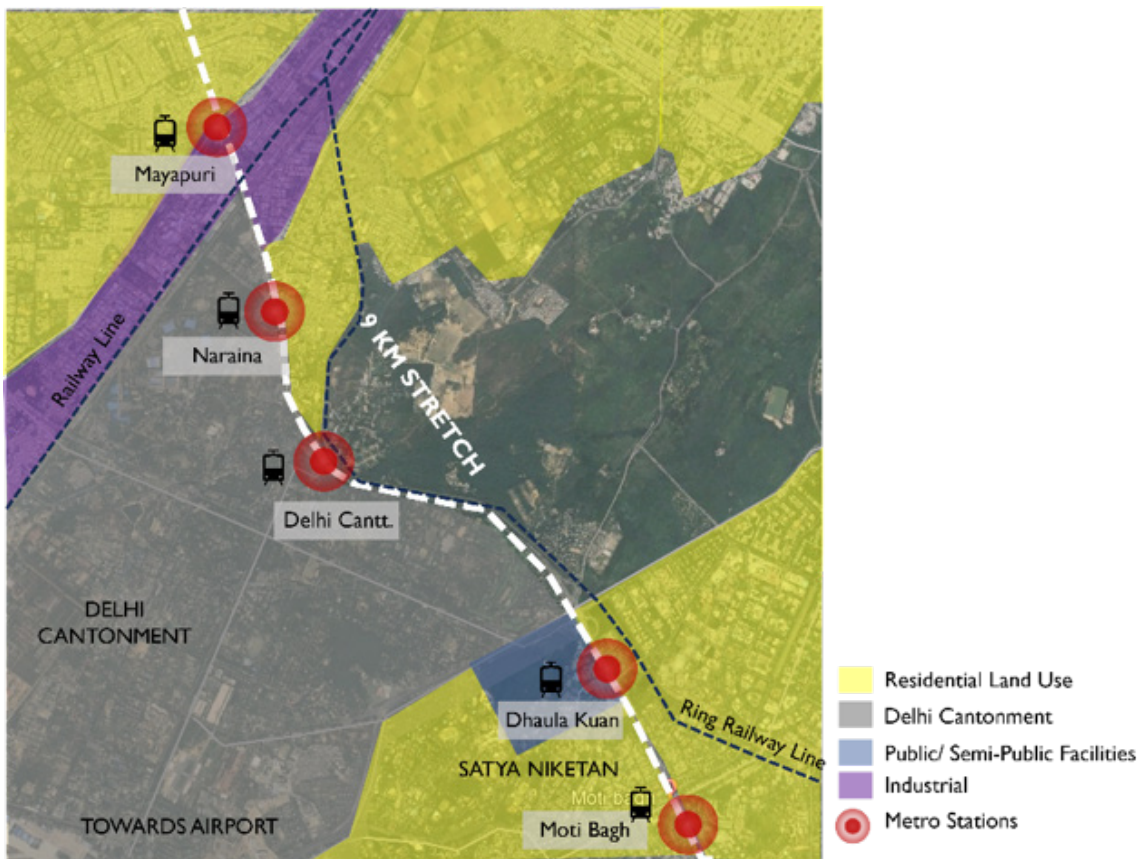 Mayapuri
Railway Line
Naraina
9 KM STRETCH
Delhi Cantt.
DELHI
CANTONMENT
Dhaula Kuan
Ring Railway Line
SATYA NIKETAN
Moti bagh
Moti Bagh
TOWARDS AIRPORT
Residential Land Use
Delhi Cantonment
Public/ Semi-Public Facilities
Industrial
Metro Stations